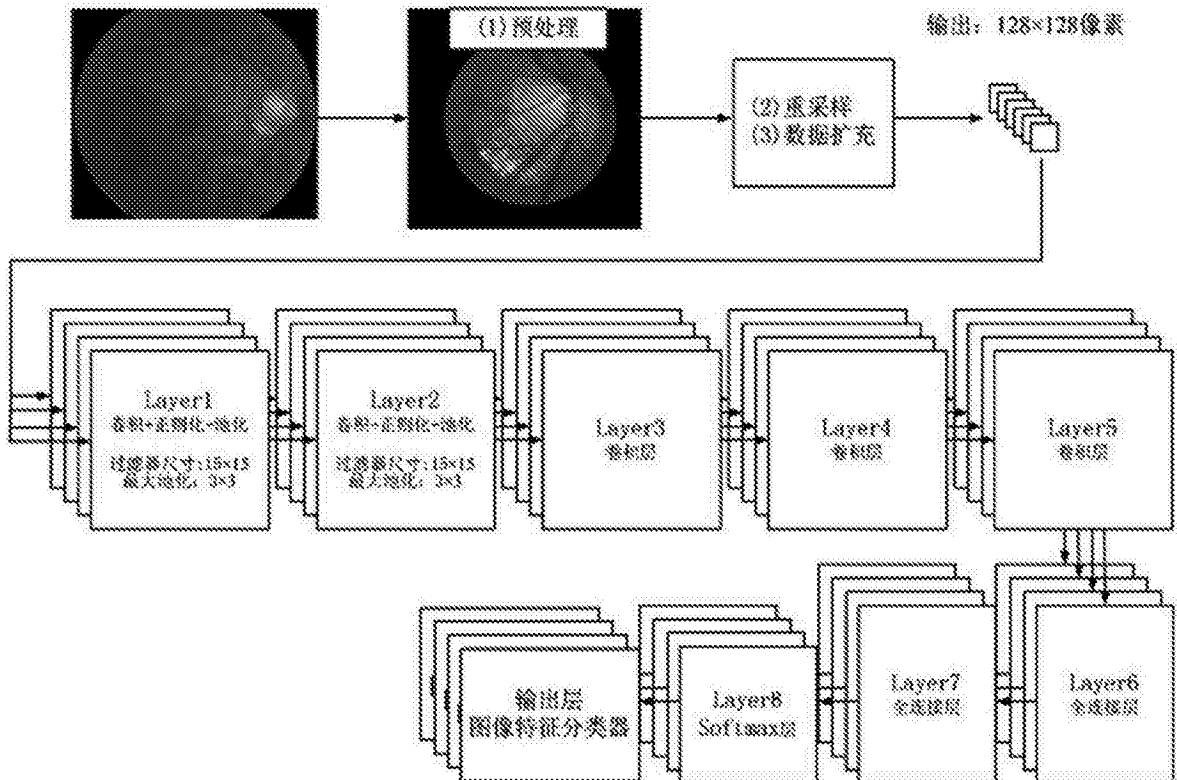 (1)预处理
输出：128×128像素
(2)重采样
(3)数据扩充
Layer1
卷积+正则化+池化
过滤器尺寸:15×15
最大池化：3×3
Layer2
卷积+正则化+池化
过滤器尺寸:15×15
最大池化：3×3
Layer3
卷积层
Layer4
卷积层
Layer5
卷积层
输出层
图像特征分类器
Layer8
Softmax层
Layer7
全连接层
Layer6
全连接层